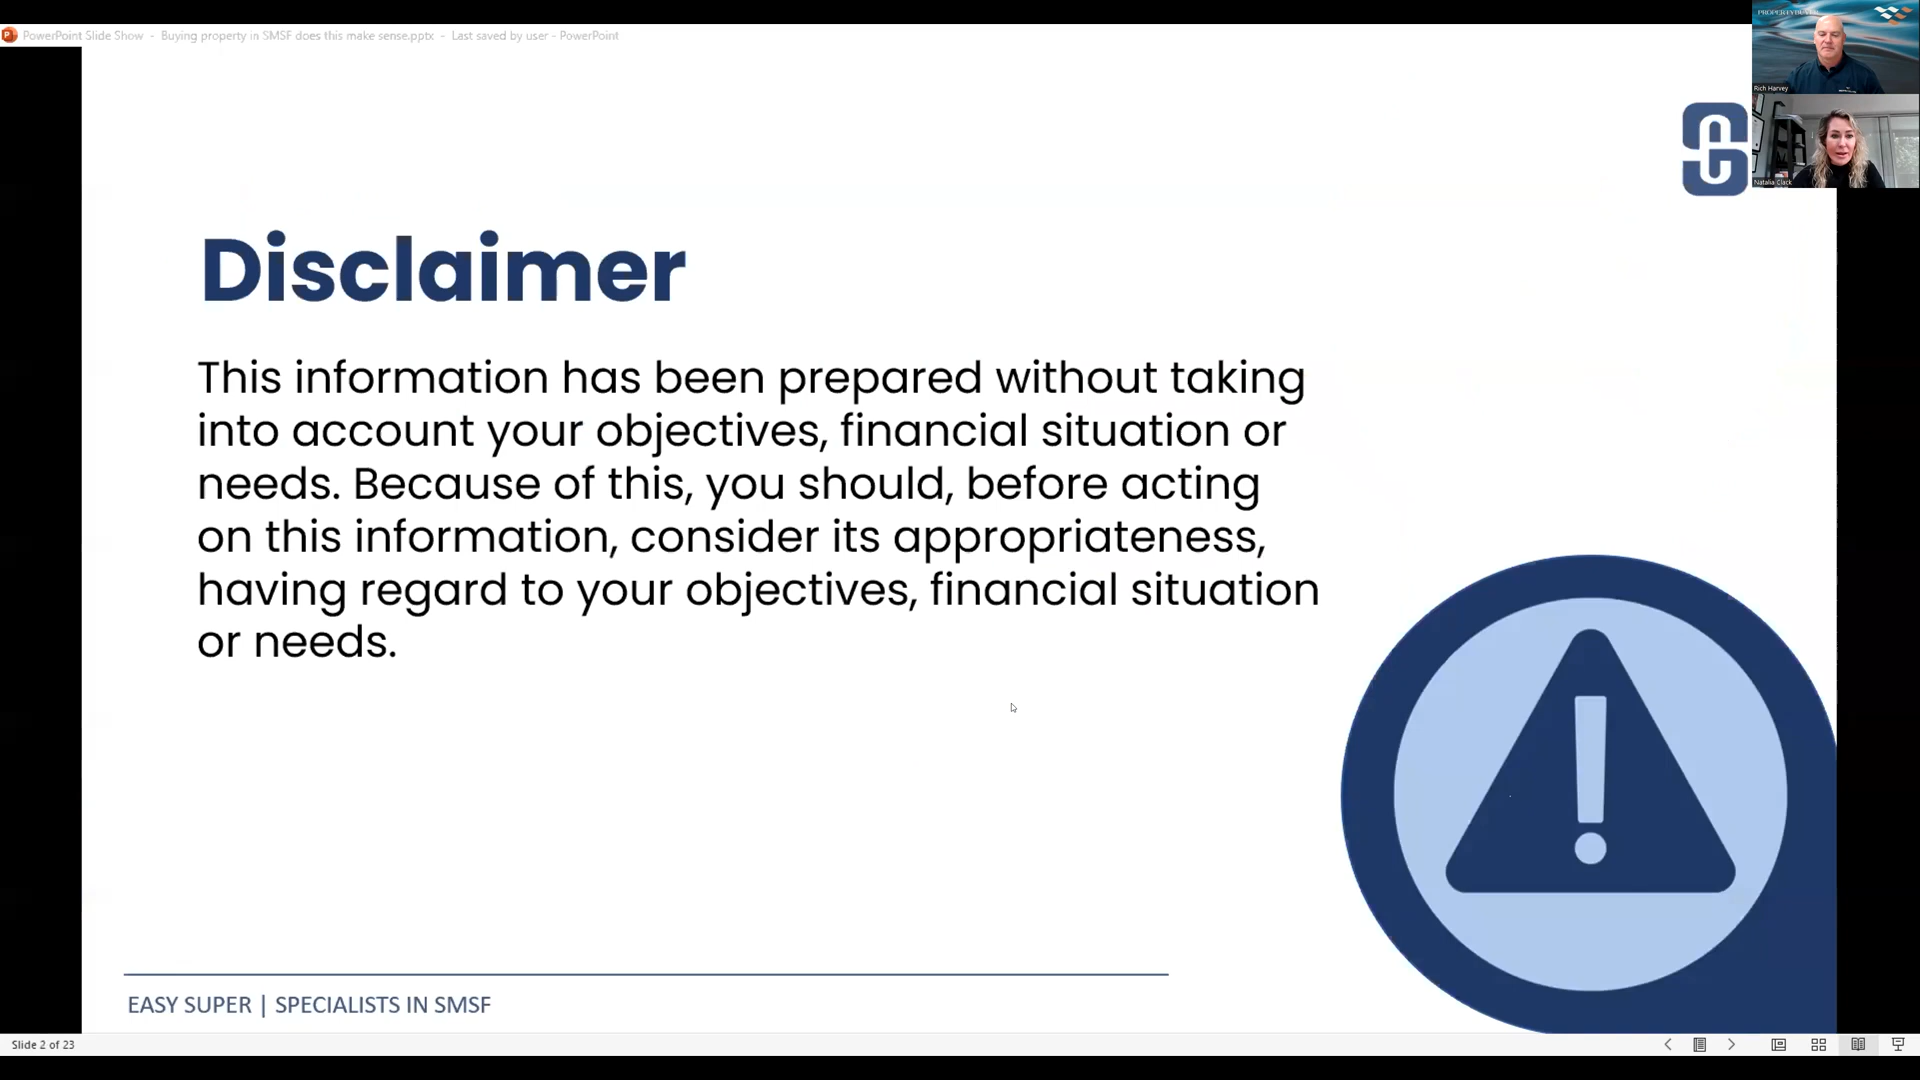 PowerPoint Slide Show - Buying property in SMSF does this make sense.pptx - Last saved by user - PowerPoint
PROPERTYBUYER
Rich Harvey
Natalia Clack
Disclaimer
This information has been prepared without taking
into account your objectives, financial situation or
needs. Because of this, you should, before acting
on this information, consider its appropriateness,
having regard to your objectives, financial situation
or needs.
EASY SUPER | SPECIALISTS IN SMSF
Slide 2 of 23